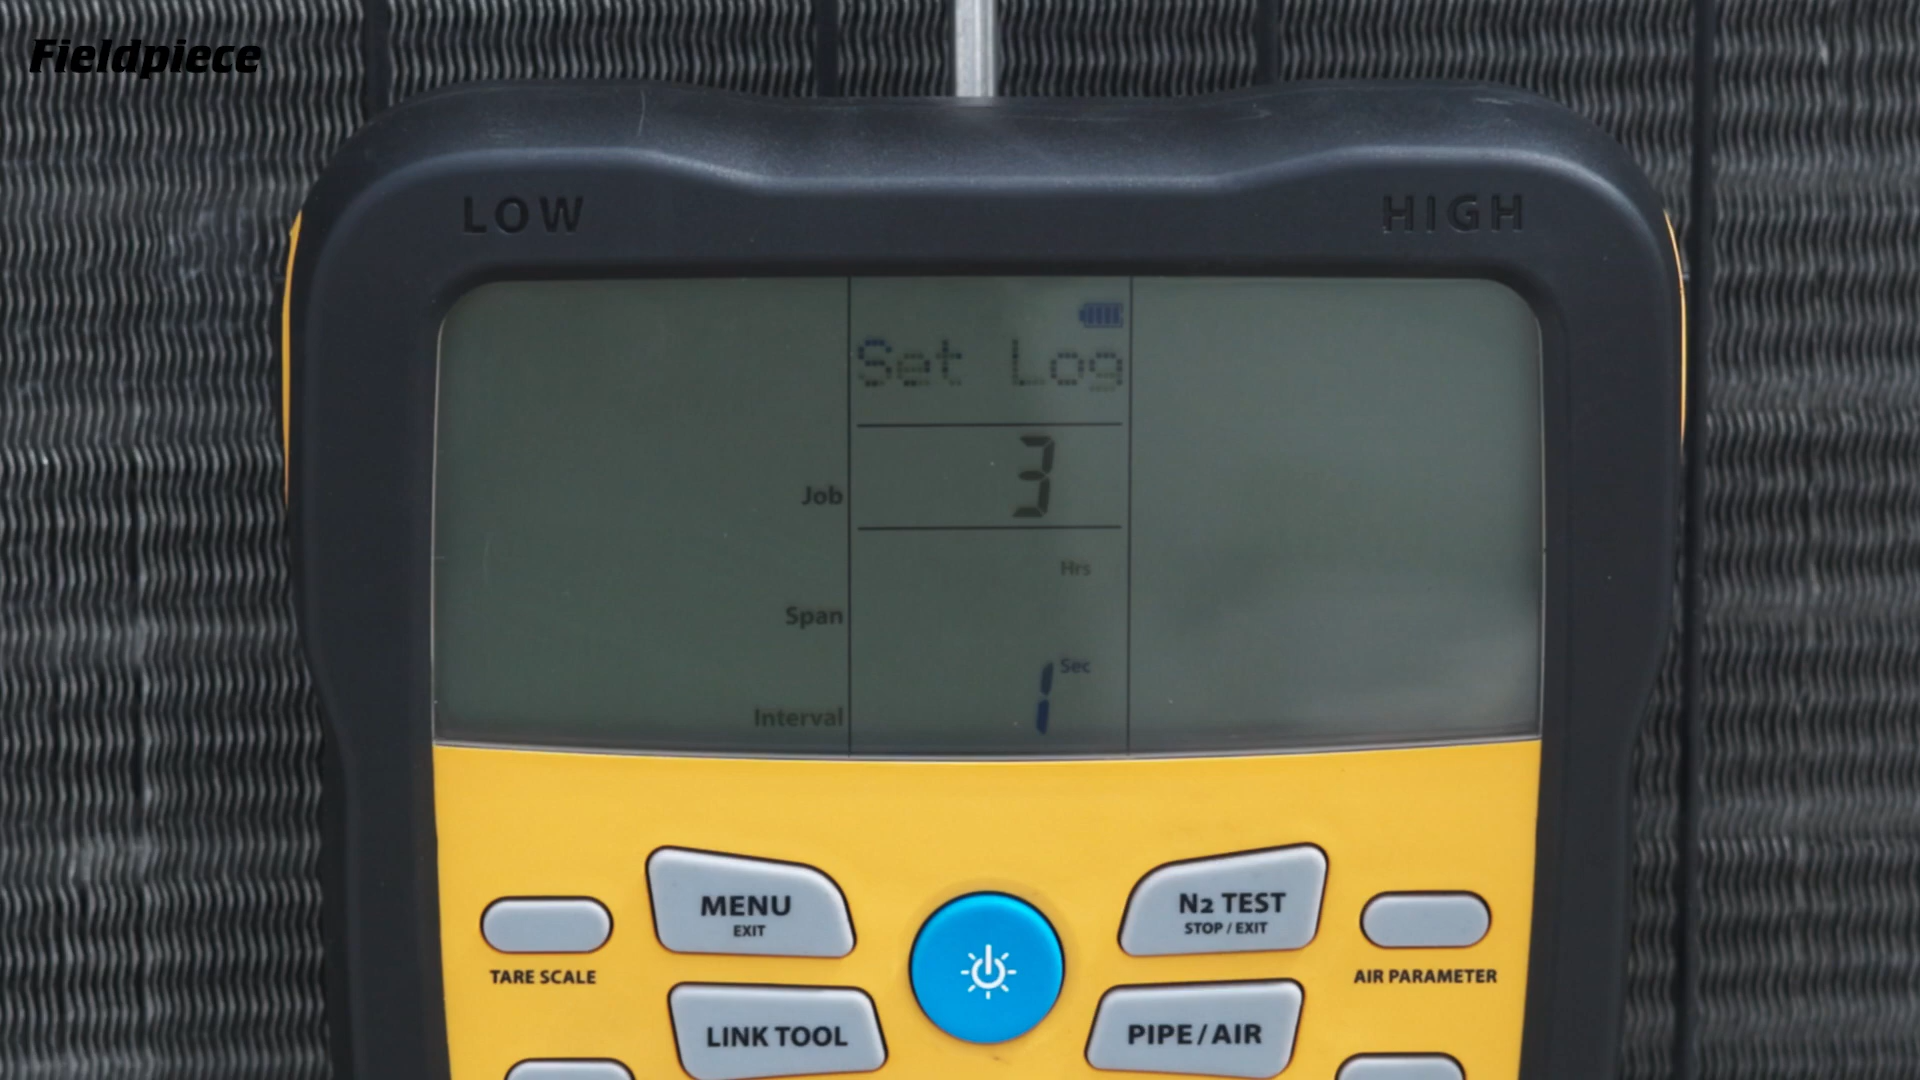 Fieldpiece
LOW
HIGH
Set Log
Job 3
Hrs
Span
Sec
Interval 1
MENU
EXIT
N2 TEST
STOP / EXIT
TARE SCALE
AIR PARAMETER
LINK TOOL
PIPE / AIR